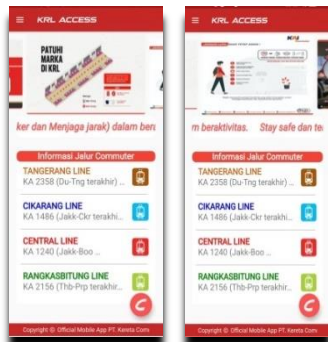 KRL ACCESS
PATUHI
MARKA
DI KRL
ker dan Menjaga jarak) dalam ber
Informasi Jalur Commuter
TANGERANG LINE
KA 2358 (Du-Tng terakhir) ...
CIKARANG LINE
KA 1486 (Jakk-Ckr terakhi...
CENTRAL LINE
KA 1240 (Jakk-Boo ...
RANGKASBITUNG LINE
KA 2156 (Thb-Prp terakhir...
Copyright © Official Mobile App PT. Kereta Com
KRL ACCESS
m beraktivitas. Stay safe dan te
Informasi Jalur Commuter
TANGERANG LINE
KA 2358 (Du-Tng terakhir) ...
CIKARANG LINE
KA 1486 (Jakk-Ckr terakhi...
CENTRAL LINE
KA 1240 (Jakk-Boo ...
RANGKASBITUNG LINE
KA 2156 (Thb-Prp terakhir...
Copyright © Official Mobile App PT. Kereta Com